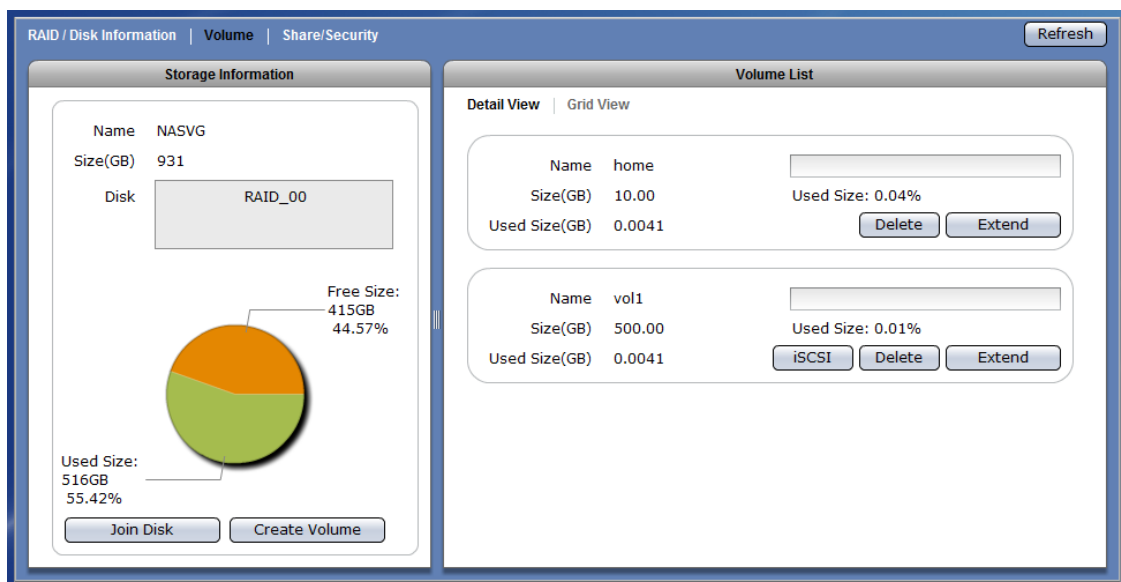 RAID / Disk Information | Volume | Share/Security
Refresh
Storage Information
Name NASVG
Size(GB) 931
Disk RAID_00
Free Size:
415GB
44.57%
Used Size:
516GB
55.42%
Join Disk Create Volume
Volume List
Detail View | Grid View
Name home
Size(GB) 10.00 Used Size: 0.04%
Used Size(GB) 0.0041 Delete Extend
Name vol1
Size(GB) 500.00 Used Size: 0.01%
Used Size(GB) 0.0041 iSCSI Delete Extend